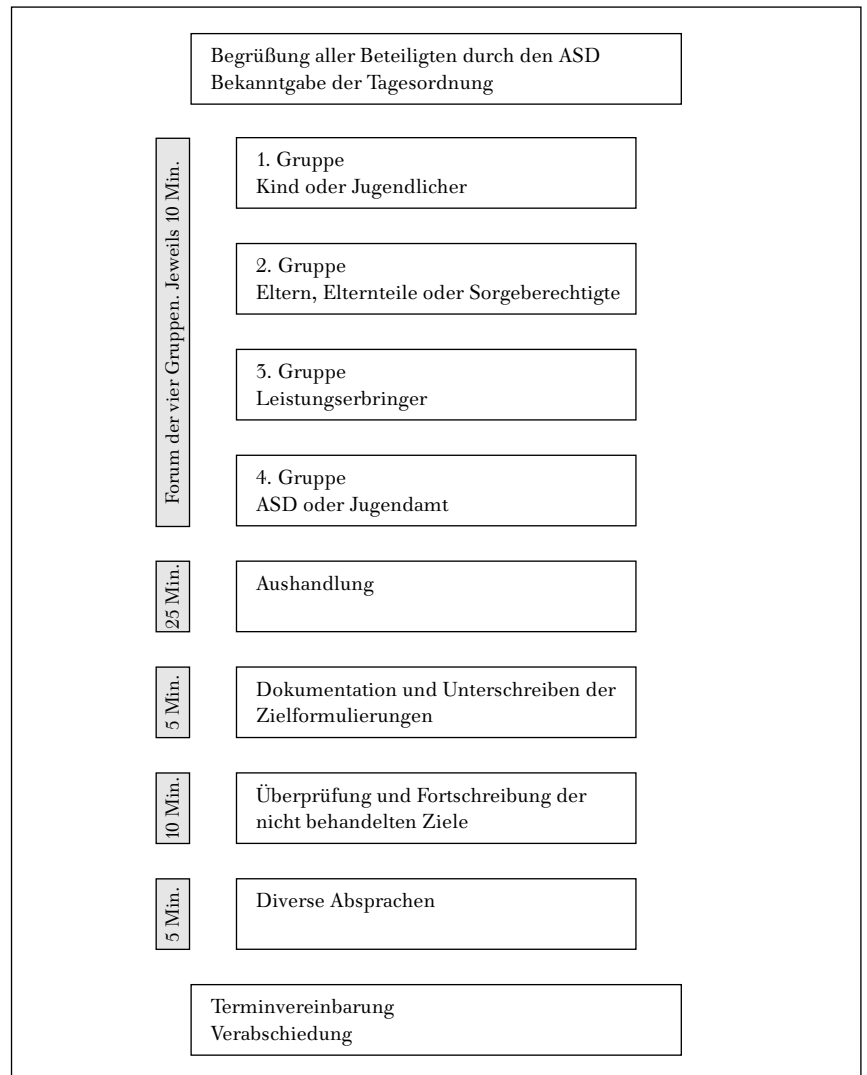 Begrüßung aller Beteiligten durch den ASD
Bekanntgabe der Tagesordnung
Forum der vier Gruppen. Jeweils 10 Min.
1. Gruppe
Kind oder Jugendlicher
2. Gruppe
Eltern, Elternteile oder Sorgeberechtigte
3. Gruppe
Leistungserbringer
4. Gruppe
ASD oder Jugendamt
25 Min.
Aushandlung
5 Min.
Dokumentation und Unterschreiben der
Zielformulierungen
10 Min.
Überprüfung und Fortschreibung der
nicht behandelten Ziele
5 Min.
Diverse Absprachen
Terminvereinbarung
Verabschiedung